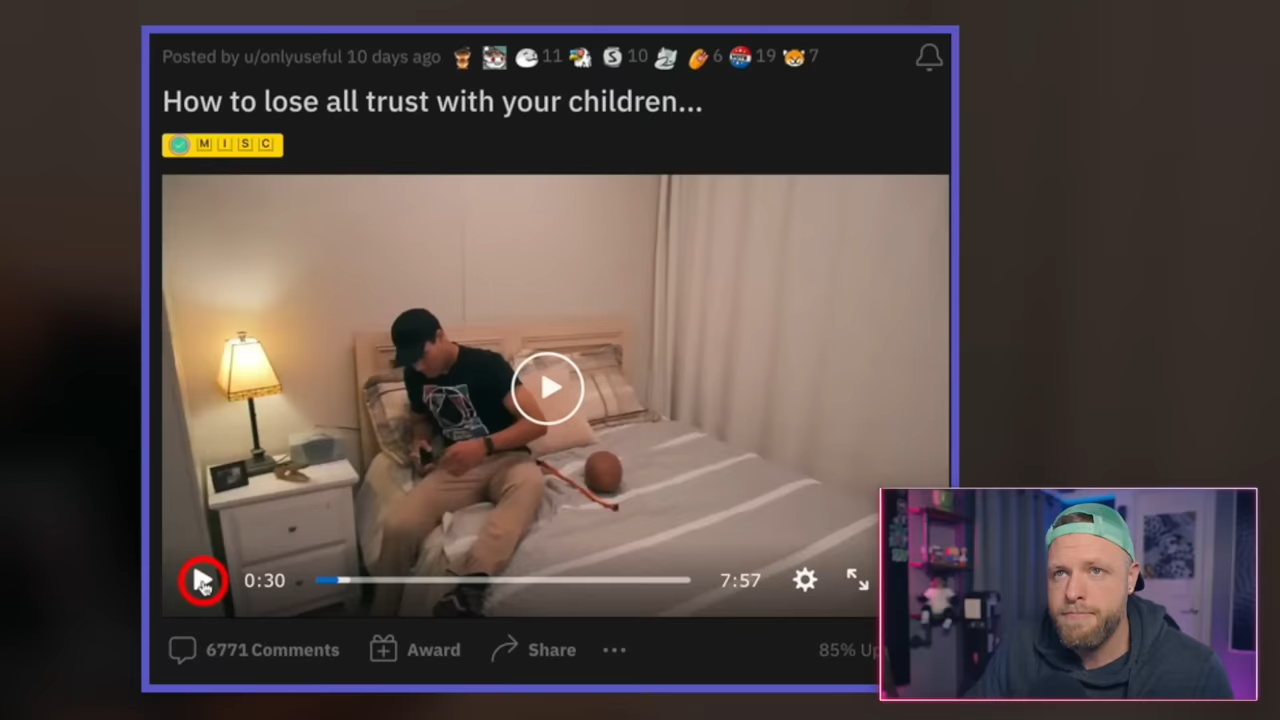 Posted by u/onlyuseful 10 days ago 11 S 10 6 VOTE 19 7
How to lose all trust with your children...
MISC
0:30 7:57
6771 Comments Award Share ••• 85% Up